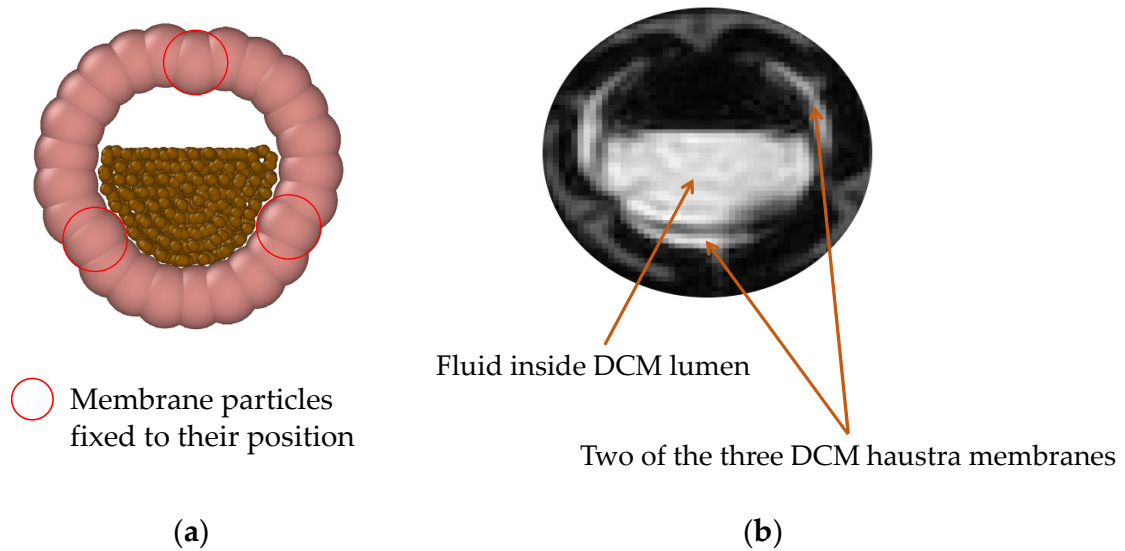 Fluid inside DCM lumen
Membrane particles
fixed to their position
Two of the three DCM haustra membranes
(a)
(b)